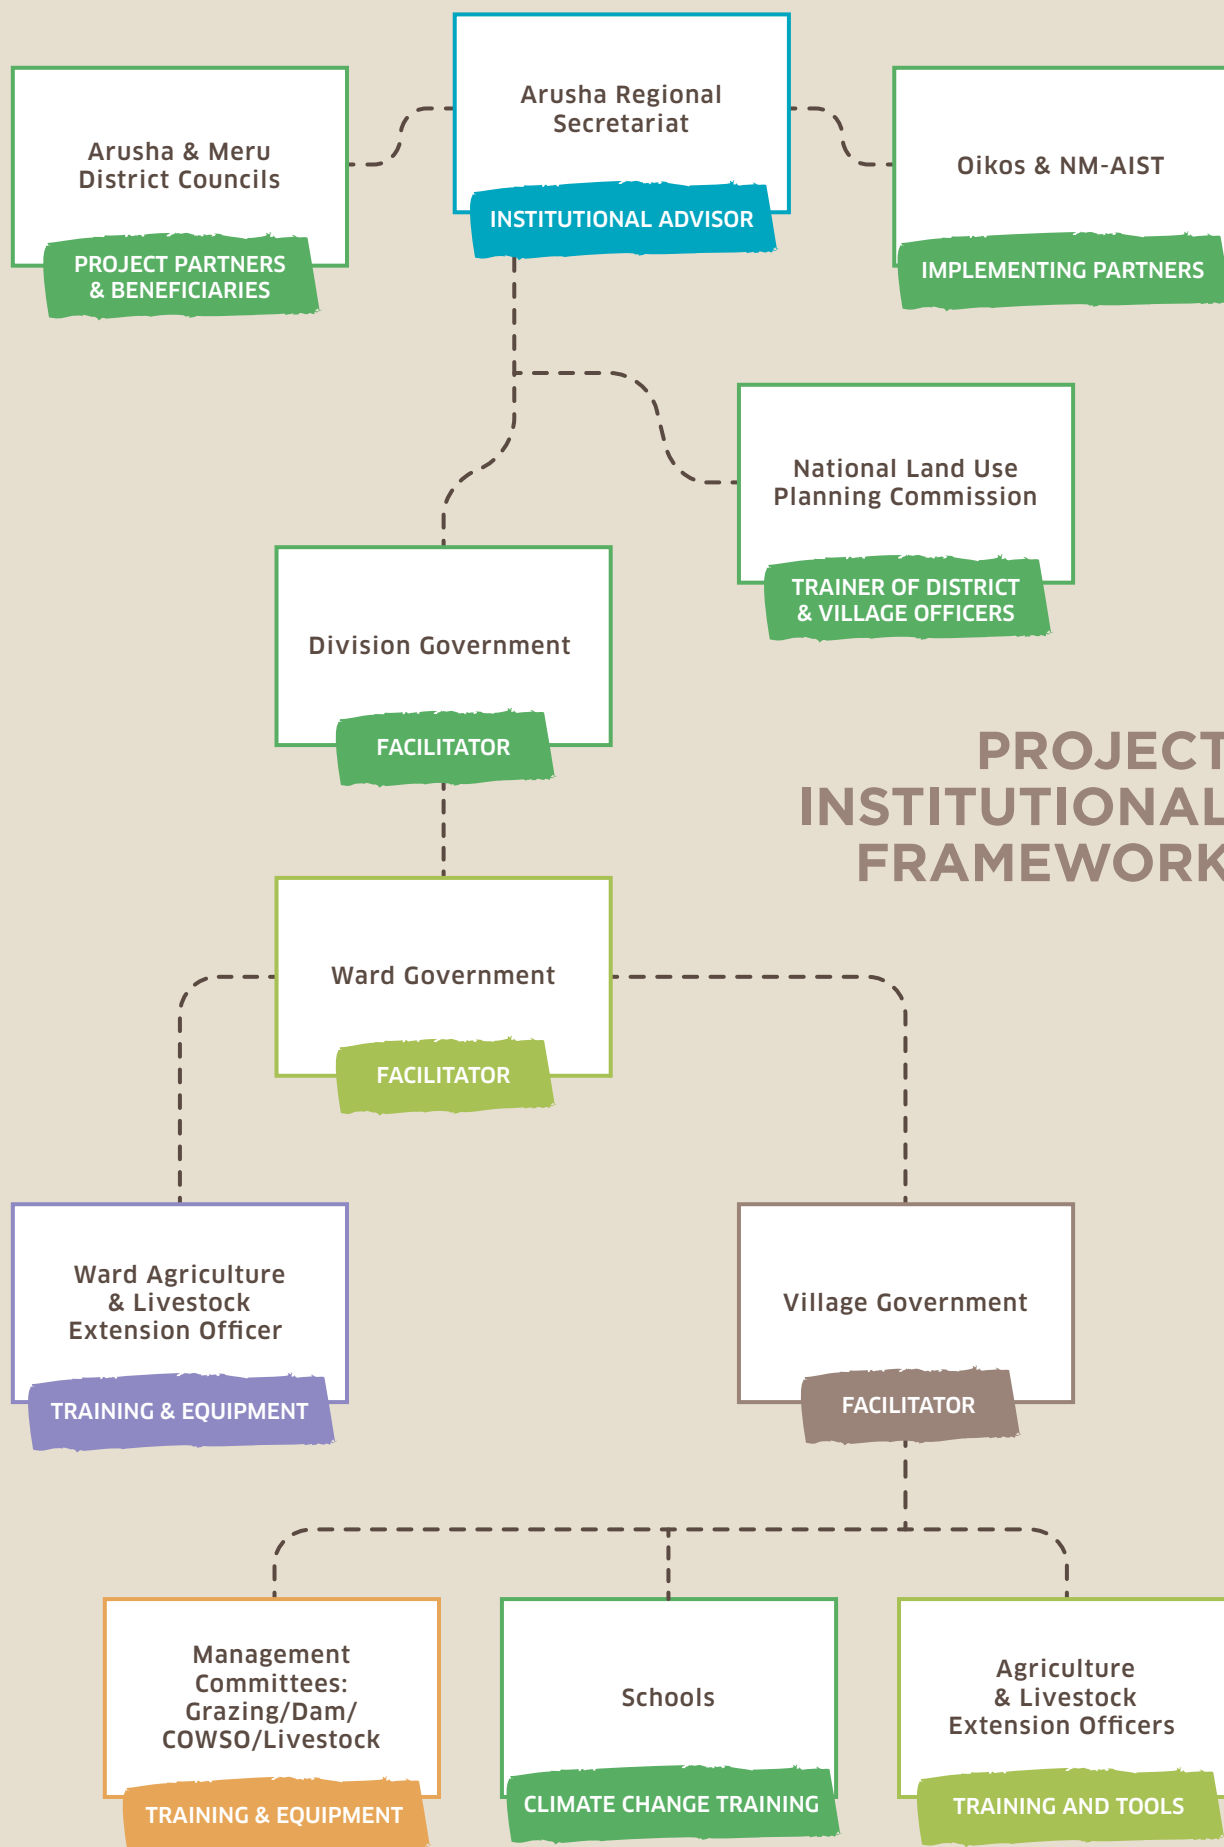 Arusha Regional
Secretariat
INSTITUTIONAL ADVISOR
Arusha & Meru
District Councils
PROJECT PARTNERS
& BENEFICIARIES
Oikos & NM-AIST
IMPLEMENTING PARTNERS
National Land Use
Planning Commission
TRAINER OF DISTRICT
& VILLAGE OFFICERS
Division Government
FACILITATOR
PROJECT
INSTITUTIONAL
FRAMEWORK
Ward Government
FACILITATOR
Ward Agriculture
& Livestock
Extension Officer
TRAINING & EQUIPMENT
Village Government
FACILITATOR
Management
Committees:
Grazing/Dam/
COWSO/Livestock
TRAINING & EQUIPMENT
Schools
CLIMATE CHANGE TRAINING
Agriculture
& Livestock
Extension Officers
TRAINING AND TOOLS